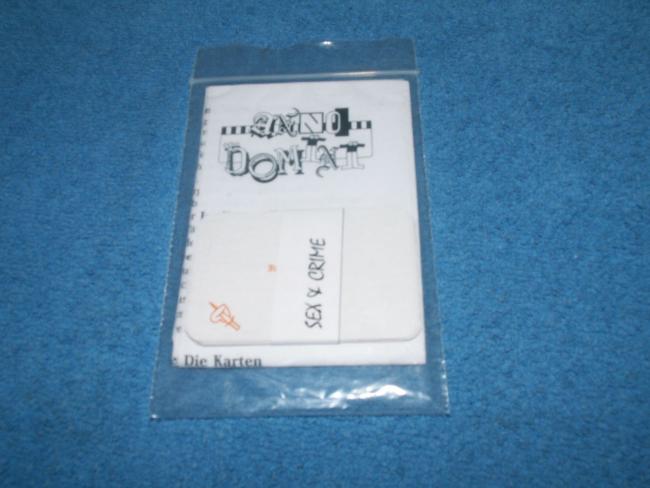 ANNO
DOMINI
SEX & CRIME
: Die Karten